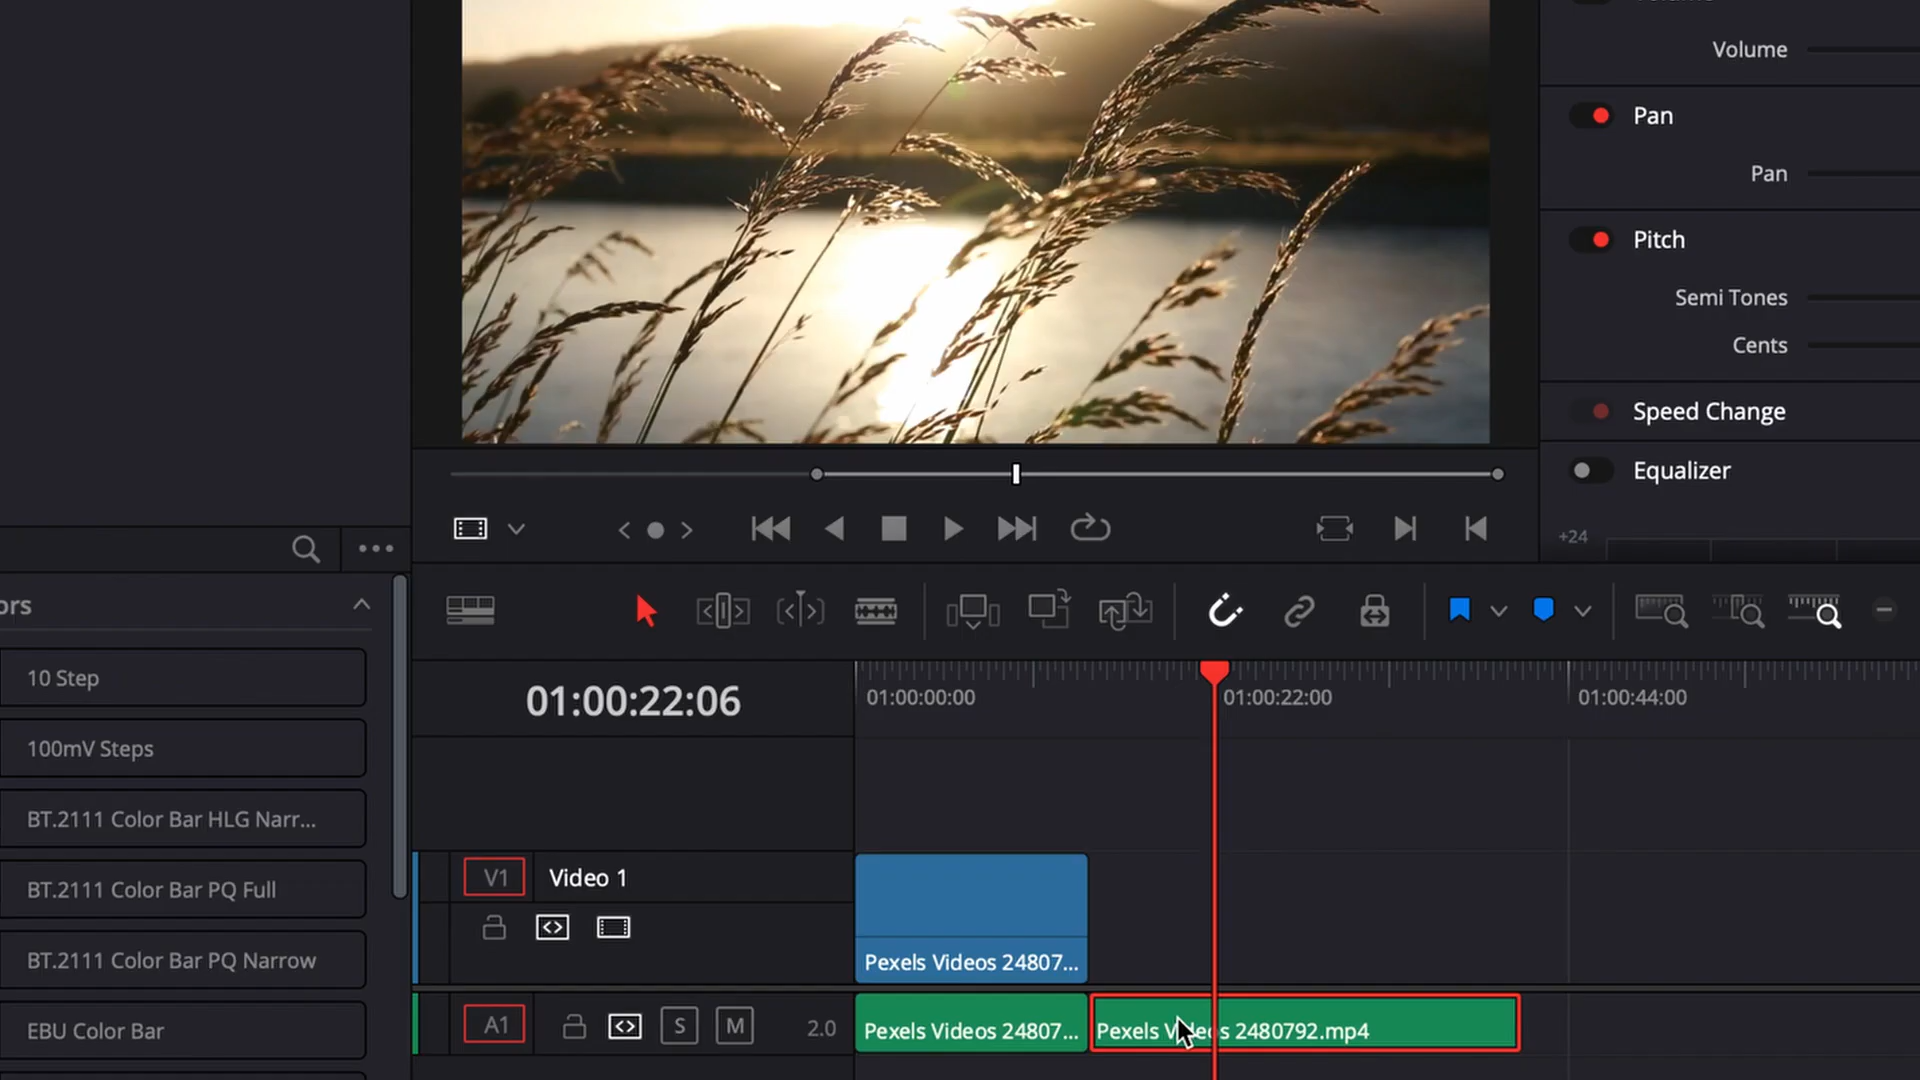 Volume
Pan
Pan
Pitch
Semi Tones
Cents
Speed Change
Equalizer
+24
ors
10 Step
100mV Steps
BT.2111 Color Bar HLG Narr...
BT.2111 Color Bar PQ Full
BT.2111 Color Bar PQ Narrow
EBU Color Bar
01:00:22:06
01:00:00:00
01:00:22:00
01:00:44:00
V1
Video 1
Pexels Videos 24807...
A1
S
M
2.0
Pexels Videos 24807...
Pexels Videos 2480792.mp4